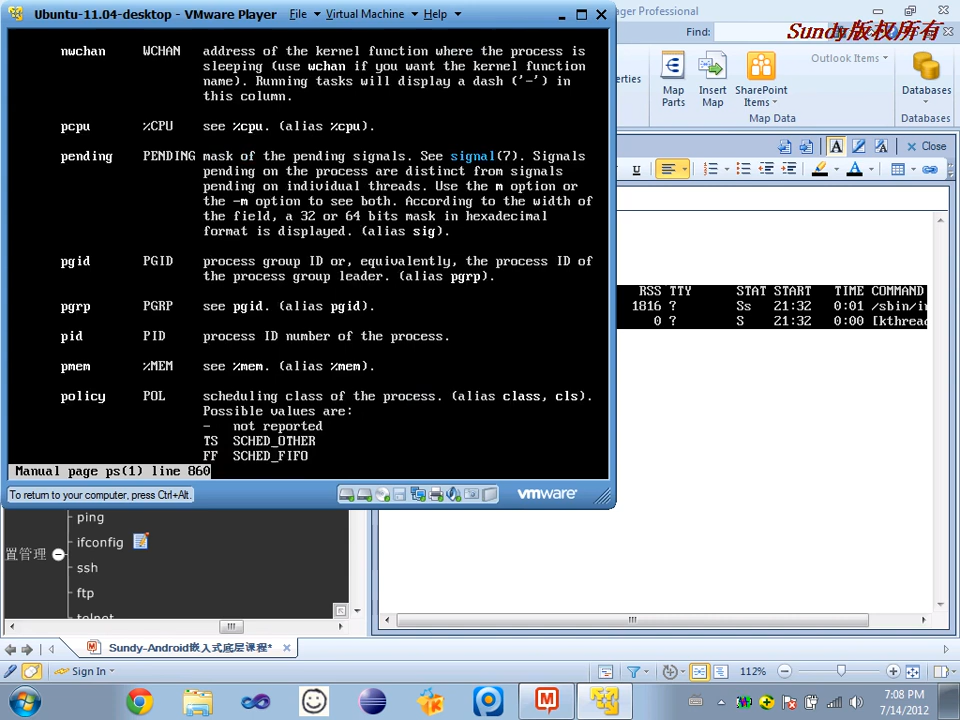 Ubuntu-11.04-desktop - VMware Player File Virtual Machine Help
ager Professional
Sundy版权所有
Find:
nwchan WCHAN address of the kernel function where the process is
sleeping (use wchan if you want the kernel function
name). Running tasks will display a dash ('-') in
this column.
pcpu %CPU see %cpu. (alias %cpu).
pending PENDING mask of the pending signals. See signal(7). Signals
pending on the process are distinct from signals
pending on individual threads. Use the m option or
the -m option to see both. According to the width of
the field, a 32 or 64 bits mask in hexadecimal
format is displayed. (alias sig).
pgid PGID process group ID or, equivalently, the process ID of
the process group leader. (alias pgrp).
pgrp PGRP see pgid. (alias pgid).
pid PID process ID number of the process.
pmem %MEM see %mem. (alias %mem).
policy POL scheduling class of the process. (alias class, cls).
Possible values are:
- not reported
TS SCHED_OTHER
FF SCHED_FIFO
Manual page ps(1) line 860
To return to your computer, press Ctrl+Alt.
vmware
Outlook Items
perties
Map Parts
Insert Map
SharePoint Items
Databases
Map Data
Databases
Close
U
RSS TTY STAT START TIME COMMAND
1816 ? Ss 21:32 0:01 /sbin/in
0 ? S 21:32 0:00 [kthread
ping
ifconfig
置管理
ssh
ftp
telnet
Sundy-Android嵌入式底层课程*
Sign In
112%
7:08 PM
7/14/2012